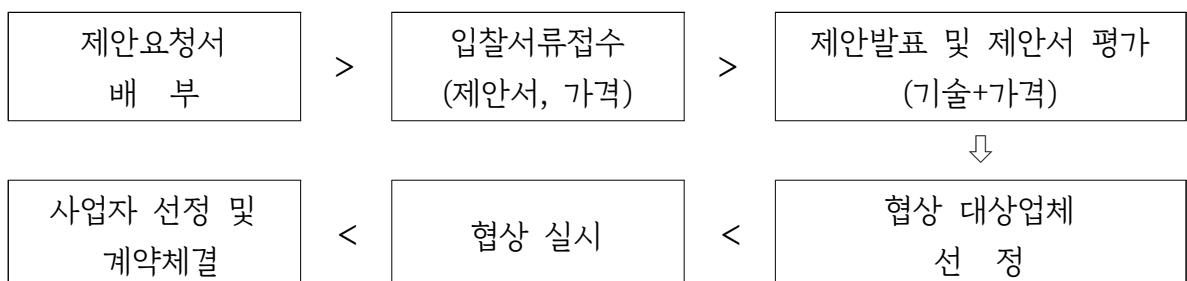 제안요청서
배 부
>
입찰서류접수
(제안서, 가격)
>
제안발표 및 제안서 평가
(기술+가격)
⇩
협상 대상업체
선 정
<
협상 실시
<
사업자 선정 및
계약체결